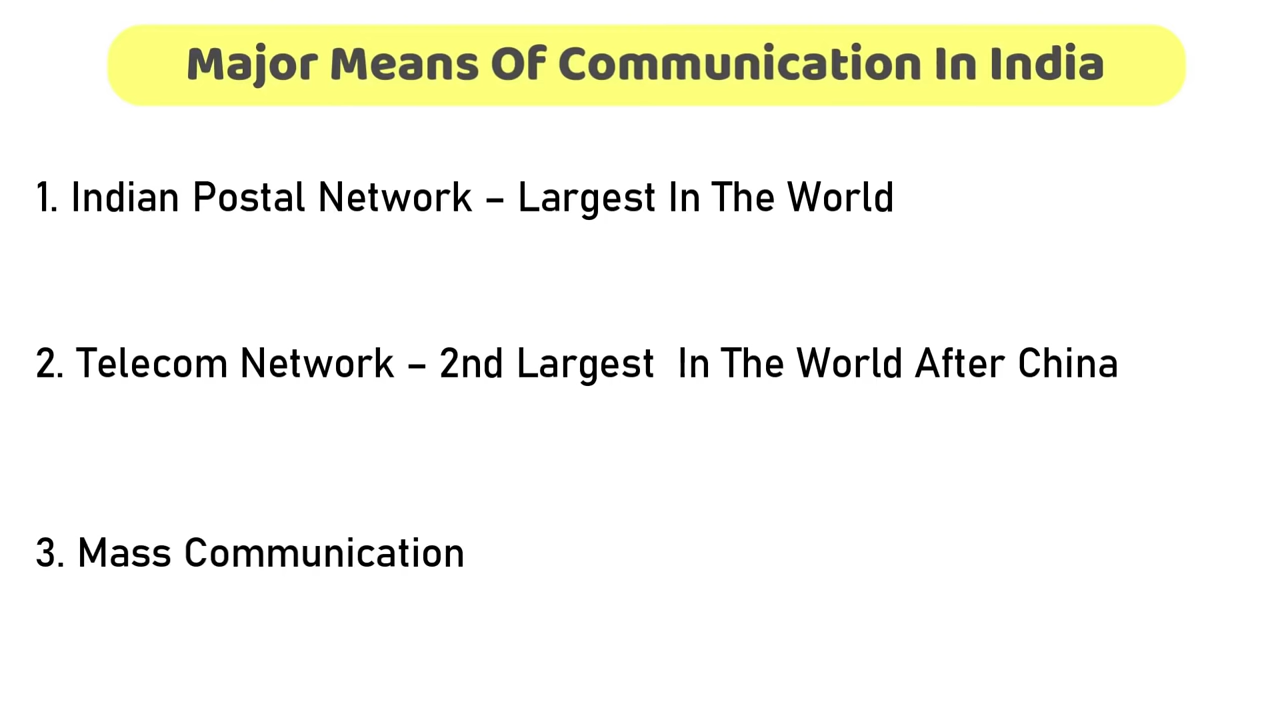 Major Means Of Communication In India
1. Indian Postal Network – Largest In The World
2. Telecom Network – 2nd Largest  In The World After China
3. Mass Communication